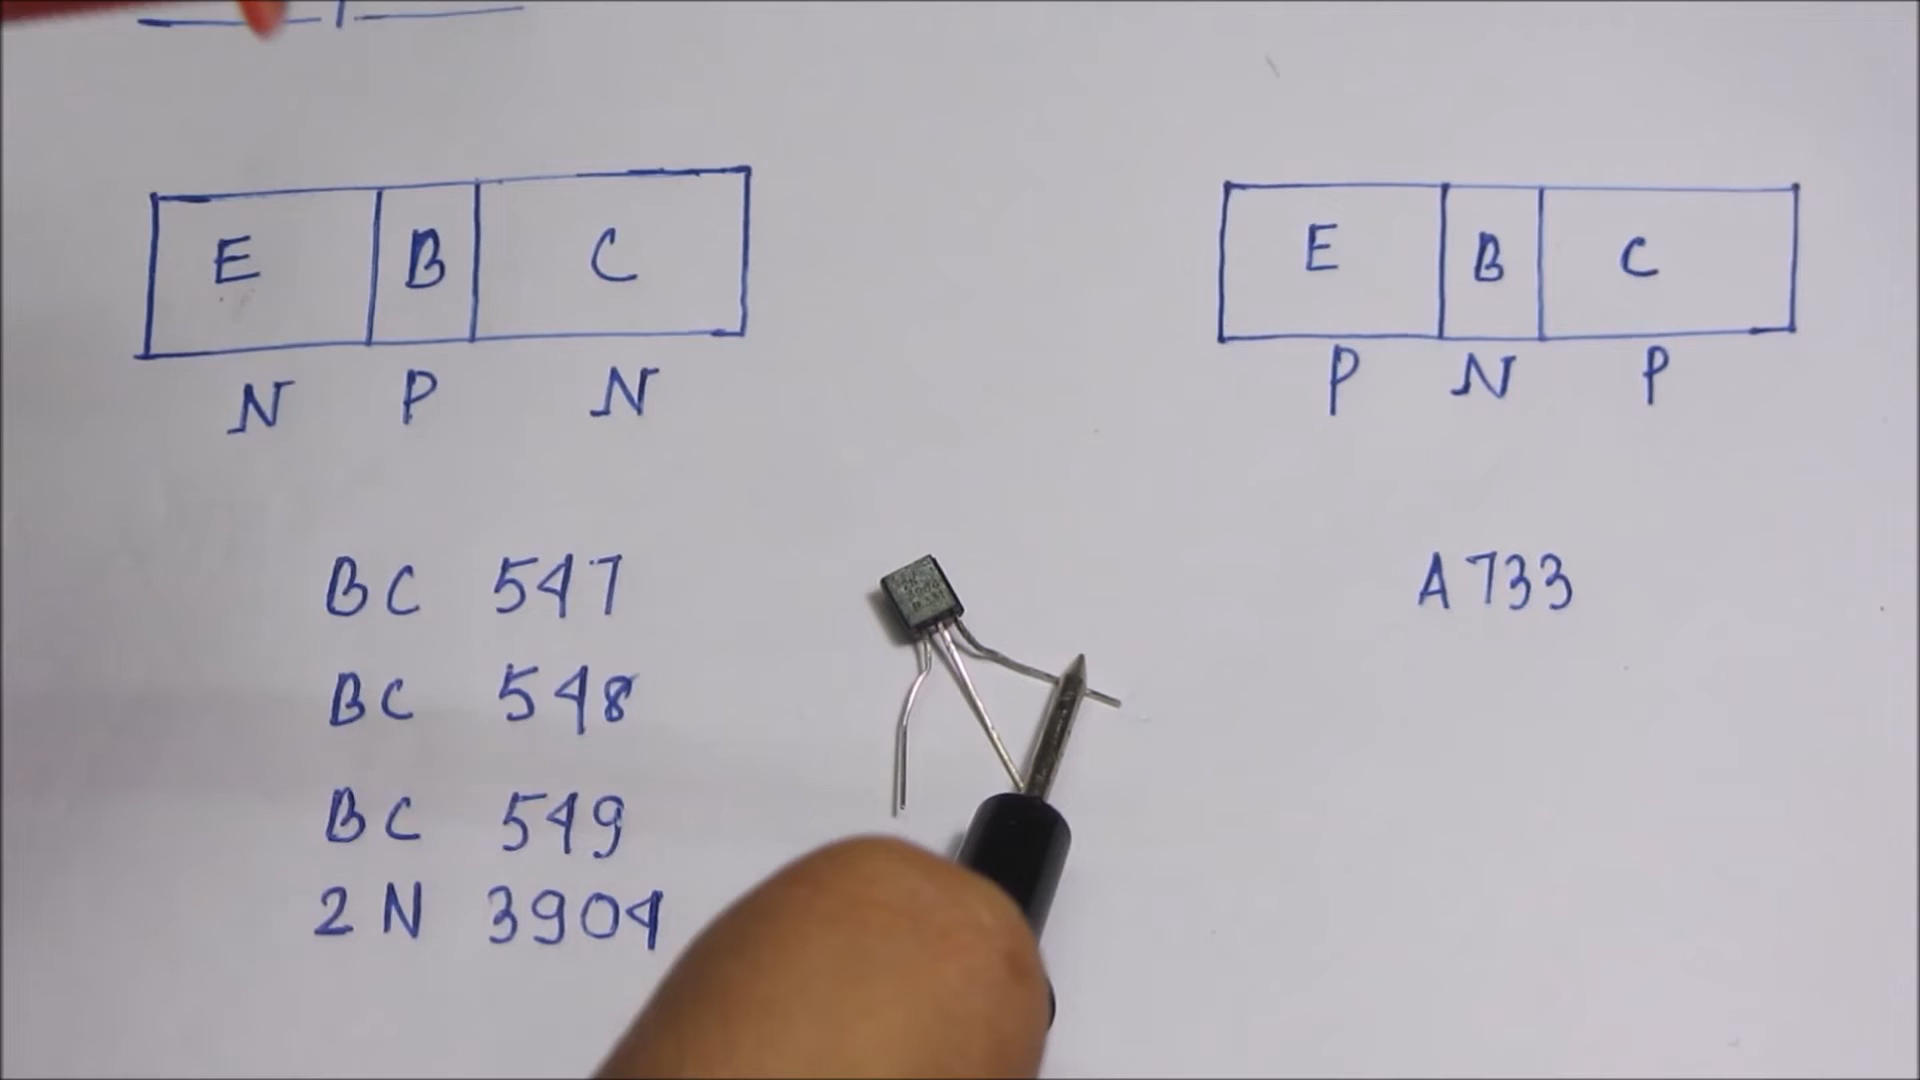 E B C
N P N
E B C
P N P
BC 547
BC 548
BC 549
2N 3904
A733